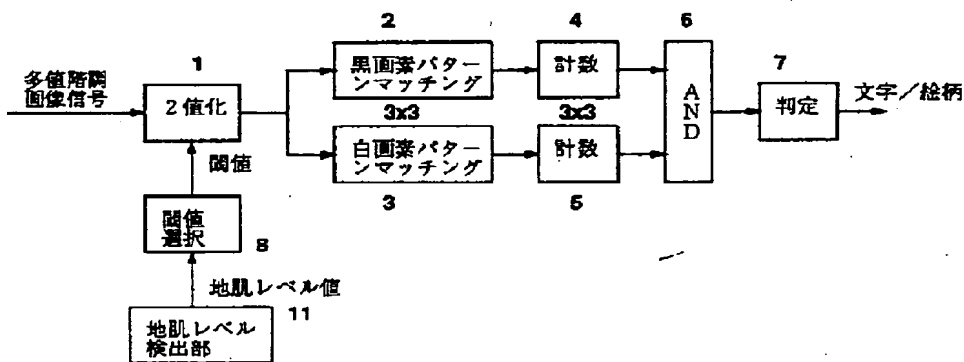 多値階調
画像信号
1
2値化
閾値
閾値
選択
8
地肌レベル値
11
地肌レベル
検出部
2
黒画素パター
ンマッチング
3x3
白画素パター
ンマッチング
3
4
計数
3x3
計数
5
6
AND
7
判定
文字/絵柄